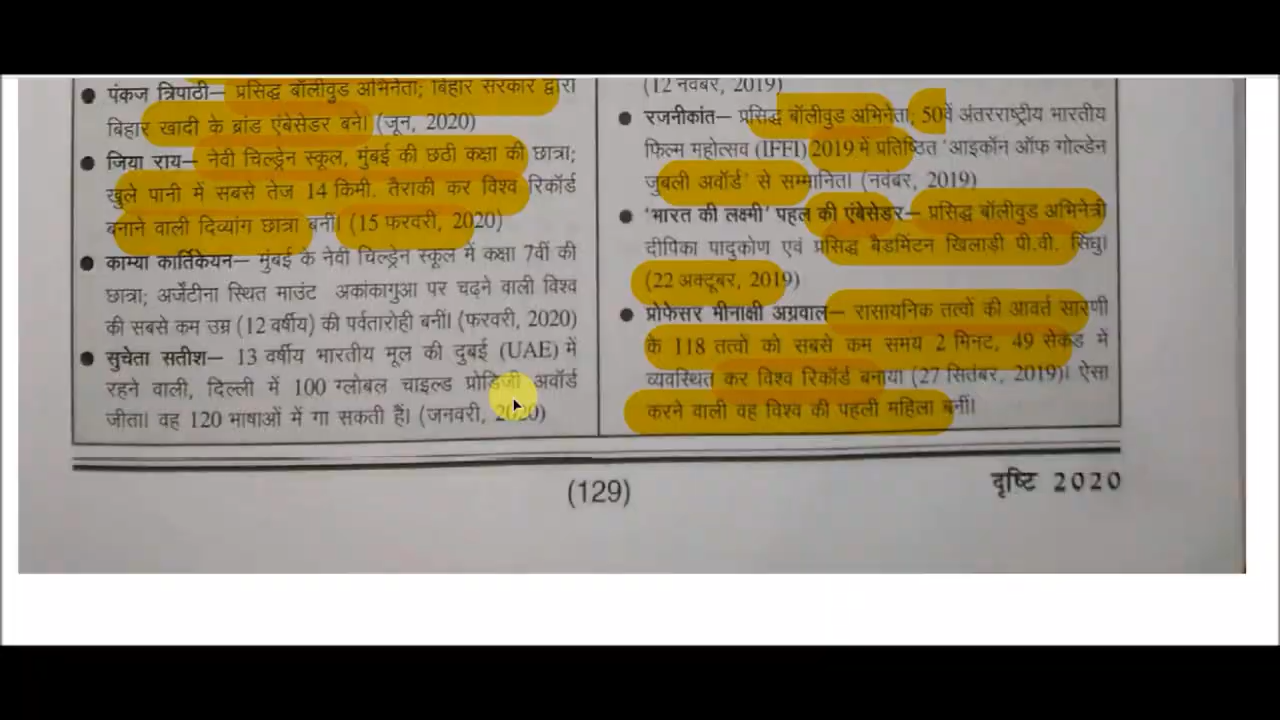 पंकज त्रिपाठी– प्रसिद्ध बॉलीवुड अभिनेता; बिहार सरकार द्वारा
बिहार खादी के ब्रांड एंबेसेडर बने। (जून, 2020)
जिया राय– नेवी चिल्ड्रेन स्कूल, मुंबई की छठी कक्षा की छात्रा;
खुले पानी में सबसे तेज 14 किमी. तैराकी कर विश्व रिकॉर्ड
बनाने वाली दिव्यांग छात्रा बनीं। (15 फरवरी, 2020)
काम्या कार्तिकेयन– मुंबई के नेवी चिल्ड्रेन स्कूल में कक्षा 7वीं की
छात्रा; अर्जेंटीना स्थित माउंट अकांकागुआ पर चढ़ने वाली विश्व
की सबसे कम उम्र (12 वर्षीय) की पर्वतारोही बनीं। (फरवरी, 2020)
सुचेता सतीश– 13 वर्षीय भारतीय मूल की दुबई (UAE) में
रहने वाली, दिल्ली में 100 ग्लोबल चाइल्ड प्रोडिजी अवॉर्ड
जीता। वह 120 भाषाओं में गा सकती हैं। (जनवरी, 2020)
(12 नवंबर, 2019)
रजनीकांत– प्रसिद्ध बॉलीवुड अभिनेता; 50वें अंतरराष्ट्रीय भारतीय
फिल्म महोत्सव (IFFI) 2019 में प्रतिष्ठित 'आइकॉन ऑफ गोल्डेन
जुबली अवॉर्ड' से सम्मानित। (नवंबर, 2019)
'भारत की लक्ष्मी' पहल की एंबेसेडर– प्रसिद्ध बॉलीवुड अभिनेत्री
दीपिका पादुकोण एवं प्रसिद्ध बैडमिंटन खिलाड़ी पी.वी. सिंधु।
(22 अक्टूबर, 2019)
प्रोफेसर मीनाक्षी अग्रवाल– रासायनिक तत्वों की आवर्त सारणी
के 118 तत्वों को सबसे कम समय 2 मिनट, 49 सेकंड में
व्यवस्थित कर विश्व रिकॉर्ड बनाया (27 सितंबर, 2019)। ऐसा
करने वाली वह विश्व की पहली महिला बनीं।
(129)
दृष्टि 2020